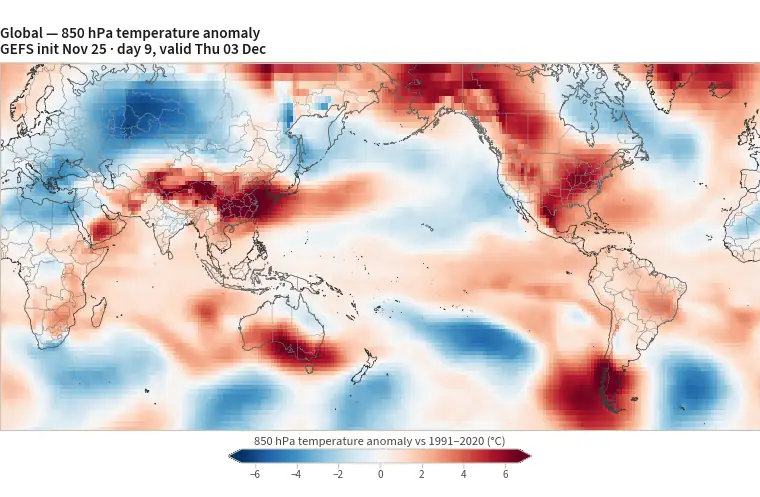 Global — 850 hPa temperature anomaly
GEFS init Nov 25 · day 9, valid Thu 03 Dec
850 hPa temperature anomaly vs 1991–2020 (°C)
−6 −4 −2 0 2 4 6